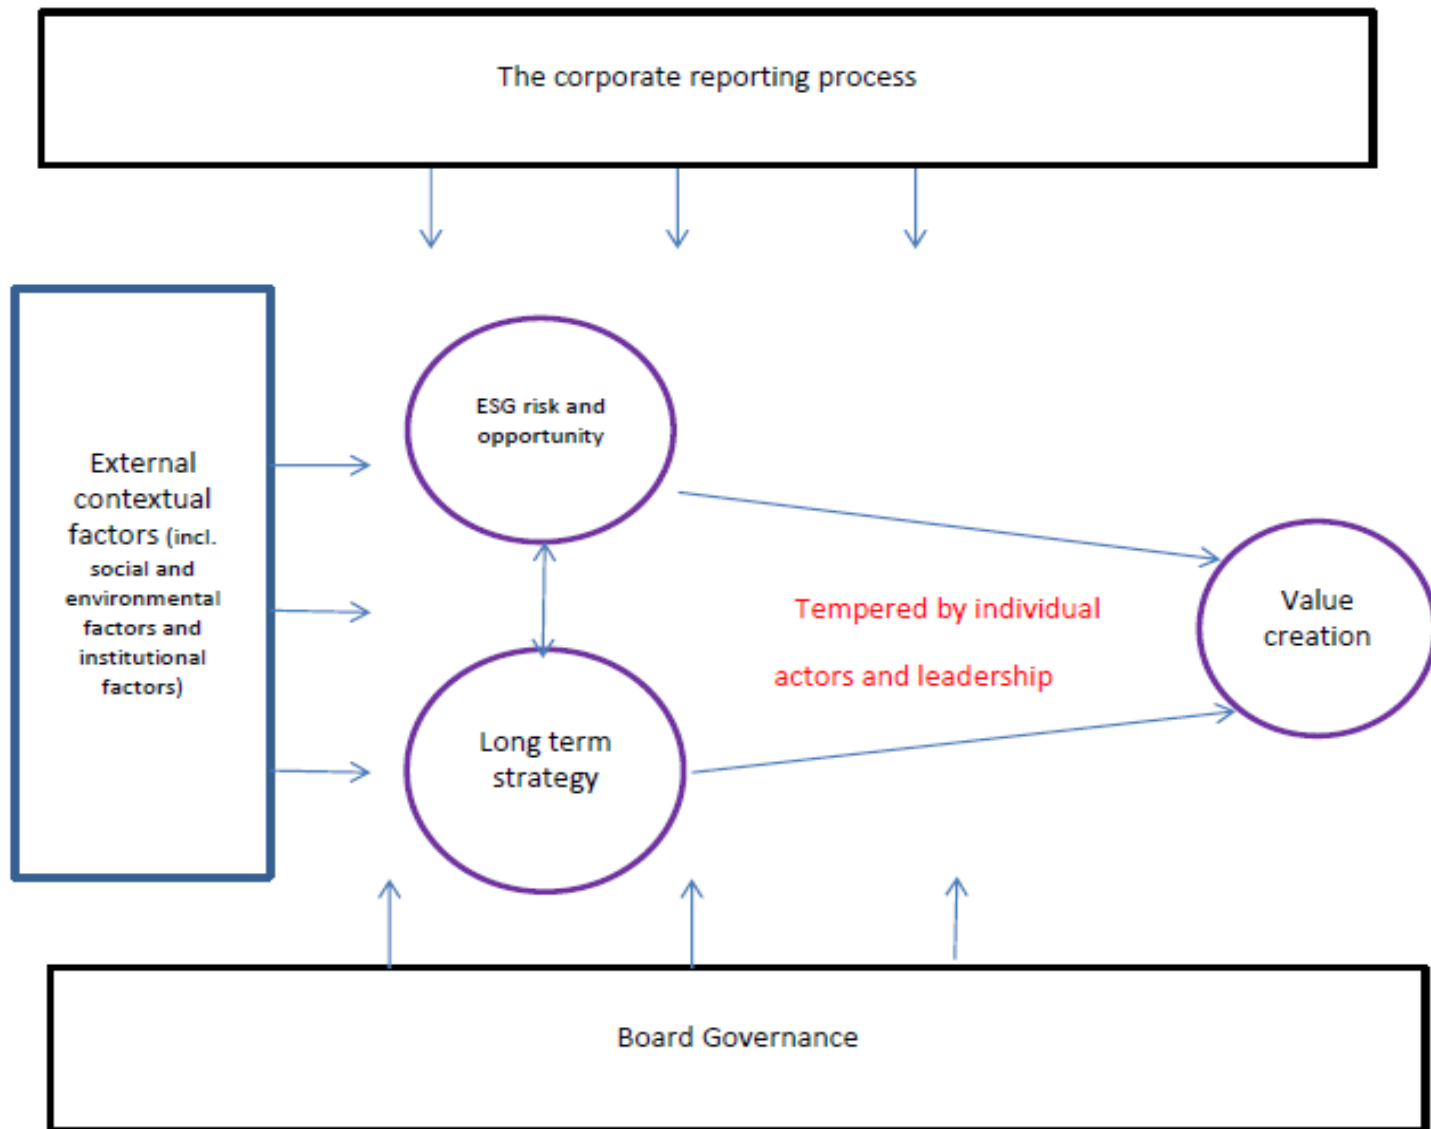 The corporate reporting process
ESG risk and
opportunity
External
contextual
factors (incl.
social and
environmental
factors and
institutional
factors)
Tempered by individual
actors and leadership
Value
creation
Long term
strategy
Board Governance